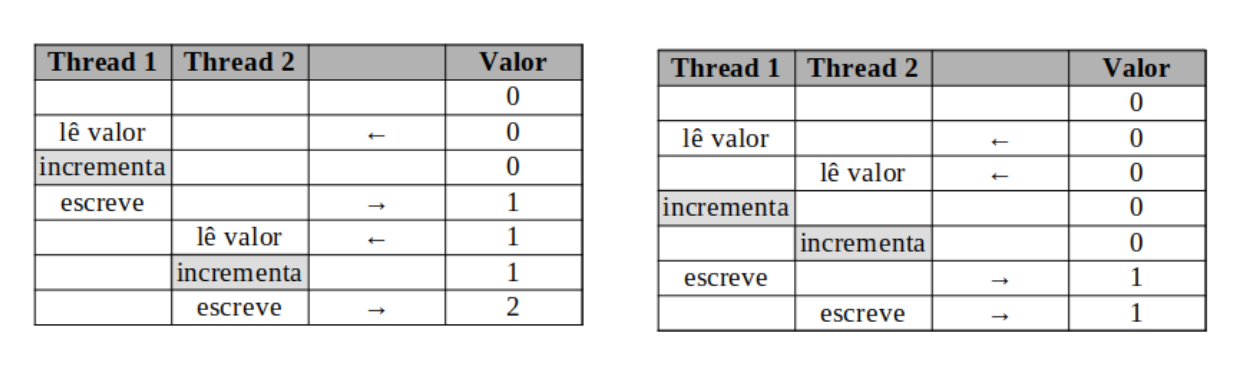 Thread 1 Thread 2 Valor
0
lê valor ← 0
incrementa 0
escreve → 1
lê valor ← 1
incrementa 1
escreve → 2
Thread 1 Thread 2 Valor
0
lê valor ← 0
lê valor ← 0
incrementa 0
incrementa 0
escreve → 1
escreve → 1